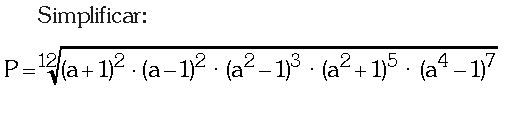 Simplificar:
P = ¹²√(a+1)² · (a−1)² · (a²−1)³ · (a²+1)⁵ · (a⁴−1)⁷